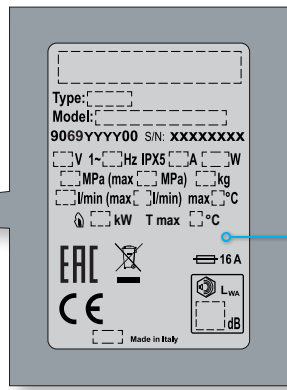 Type:
Model:
9069YYYY00 S/N: XXXXXXXX
V 1~ Hz IPX5 A W
MPa (max MPa) kg
l/min (max l/min) max °C
kW T max °C
EAC
16 A
CE
LWA
dB
Made in Italy